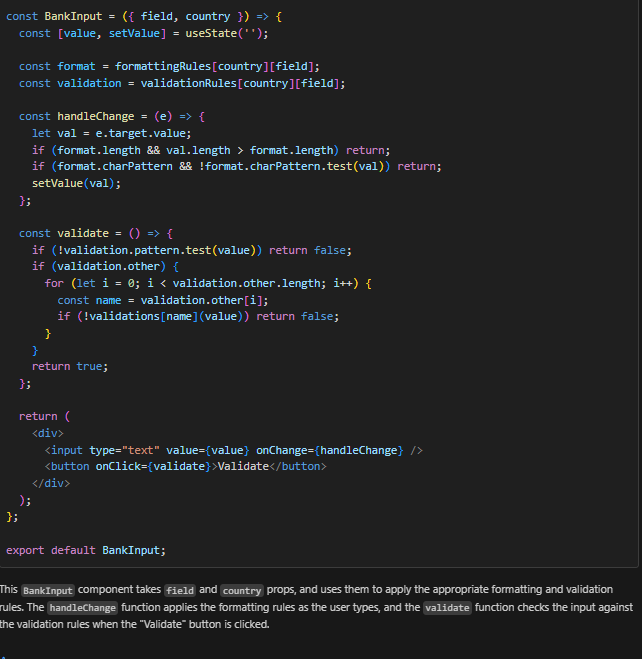 const BankInput = ({ field, country }) => {
  const [value, setValue] = useState('');

  const format = formattingRules[country][field];
  const validation = validationRules[country][field];

  const handleChange = (e) => {
    let val = e.target.value;
    if (format.length && val.length > format.length) return;
    if (format.charPattern && !format.charPattern.test(val)) return;
    setValue(val);
  };

  const validate = () => {
    if (!validation.pattern.test(value)) return false;
    if (validation.other) {
      for (let i = 0; i < validation.other.length; i++) {
        const name = validation.other[i];
        if (!validations[name](value)) return false;
      }
    }
    return true;
  };

  return (
    <div>
      <input type="text" value={value} onChange={handleChange} />
      <button onClick={validate}>Validate</button>
    </div>
  );
};

export default BankInput;

This BankInput component takes field and country props, and uses them to apply the appropriate formatting and validation
rules. The handleChange function applies the formatting rules as the user types, and the validate function checks the input against
the validation rules when the "Validate" button is clicked.